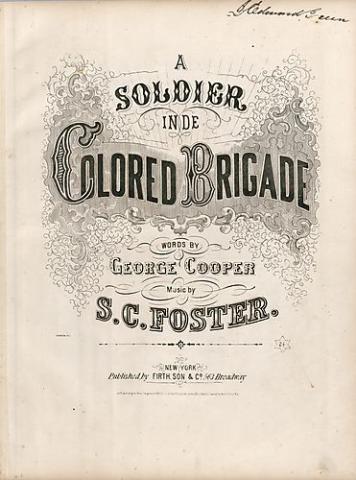 A
SOLDIER
IN DE
COLORED BRIGADE
WORDS BY
GEORGE COOPER
Music by
S. C. FOSTER.
NEW YORK
Published by FIRTH, SON & Co. 563 Broadway